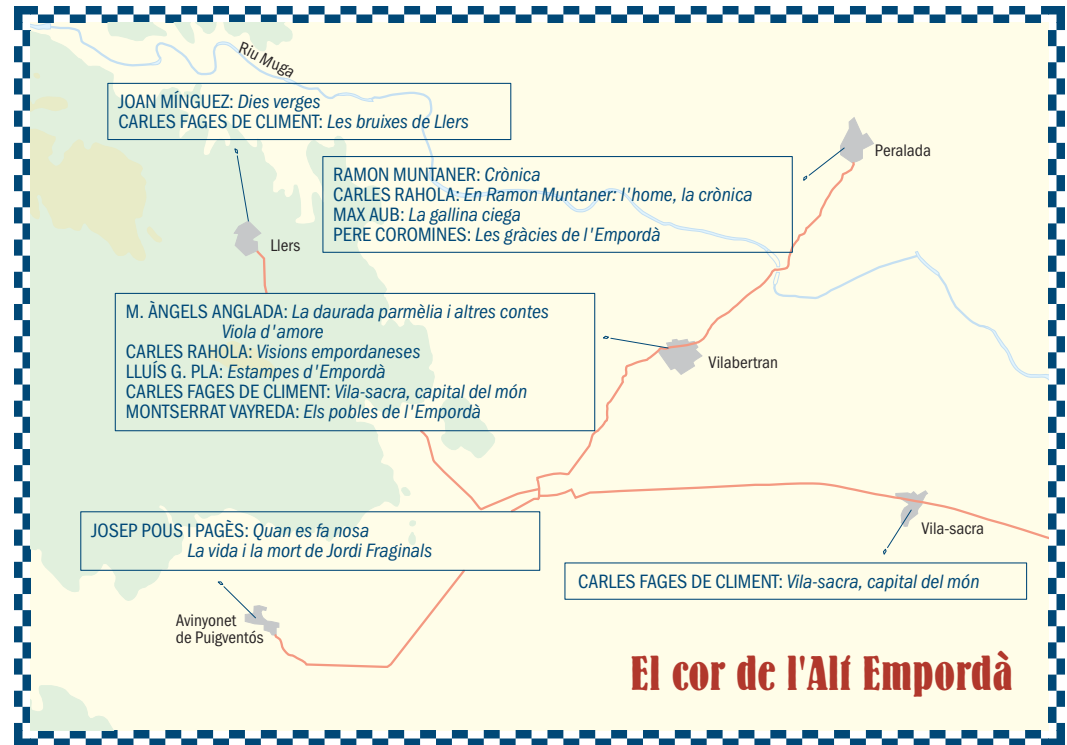 Riu Muga
JOAN MÍNGUEZ: Dies verges
CARLES FAGES DE CLIMENT: Les bruixes de Llers
Peralada
RAMON MUNTANER: Crònica
CARLES RAHOLA: En Ramon Muntaner: l'home, la crònica
MAX AUB: La gallina ciega
PERE COROMINES: Les gràcies de l'Empordà
Llers
M. ÀNGELS ANGLADA: La daurada parmèlia i altres contes
Viola d'amore
CARLES RAHOLA: Visions empordaneses
LLUÍS G. PLA: Estampes d'Empordà
CARLES FAGES DE CLIMENT: Vila-sacra, capital del món
MONTSERRAT VAYREDA: Els pobles de l'Empordà
Vilabertran
JOSEP POUS I PAGÈS: Quan es fa nosa
La vida i la mort de Jordi Fraginals
Vila-sacra
CARLES FAGES DE CLIMENT: Vila-sacra, capital del món
Avinyonet
de Puigventós
El cor de l'Alt Empordà